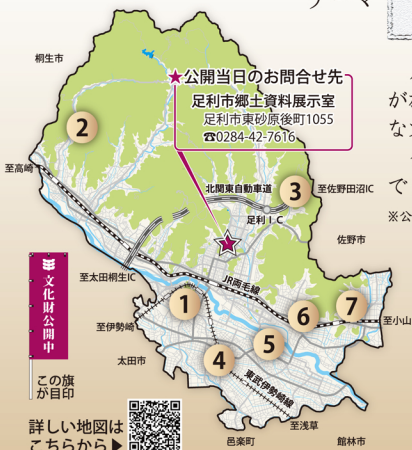 テーマ
桐生市
★公開当日のお問合せ先
足利市郷土資料展示室
足利市東砂原後町1055
☎0284-42-7616
2
至高崎
北関東自動車道
3
至佐野田沼IC
足利IC
佐野市
※公
な
で
文化財公開中
至太田桐生IC
JR両毛線
1
至伊勢崎
6
7
至小山
5
4
太田市
この旗
が目印
東武伊勢崎線
至浅草
詳しい地図は
こちらから▶
邑楽町
館林市